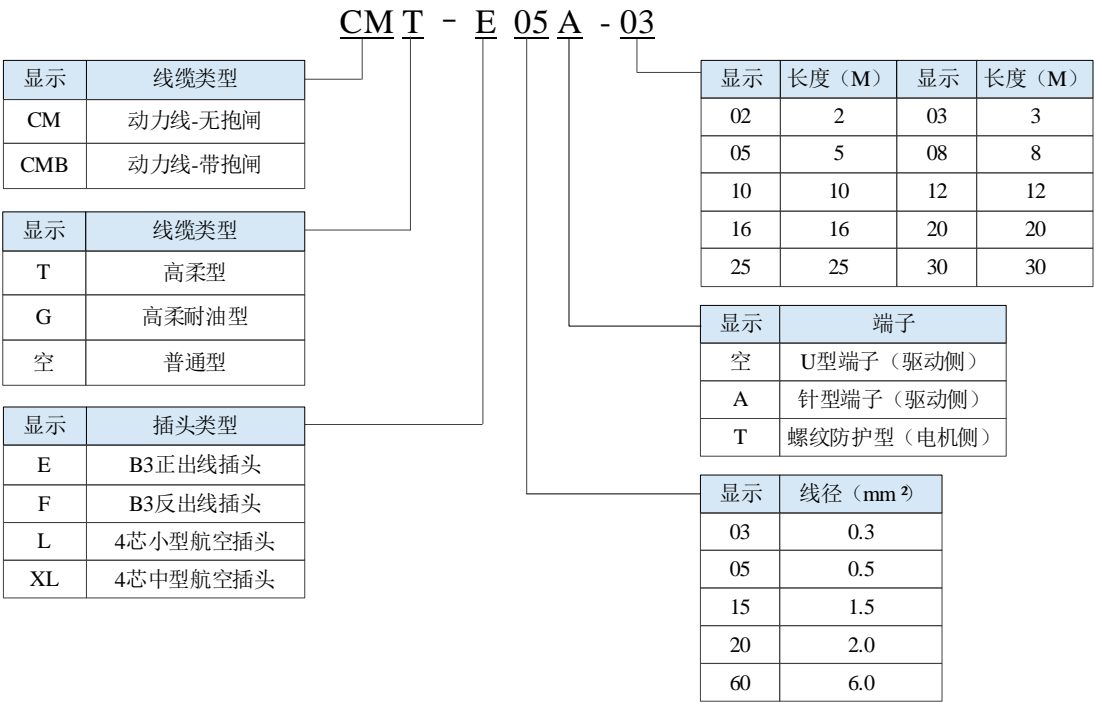 CMT - E 05 A - 03
显示 线缆类型
CM 动力线-无抱闸
CMB 动力线-带抱闸
显示 线缆类型
T 高柔型
G 高柔耐油型
空 普通型
显示 插头类型
E B3正出线插头
F B3反出线插头
L 4芯小型航空插头
XL 4芯中型航空插头
显示 长度（M） 显示 长度（M）
02 2 03 3
05 5 08 8
10 10 12 12
16 16 20 20
25 25 30 30
显示 端子
空 U型端子（驱动侧）
A 针型端子（驱动侧）
T 螺纹防护型（电机侧）
显示 线径（mm²）
03 0.3
05 0.5
15 1.5
20 2.0
60 6.0